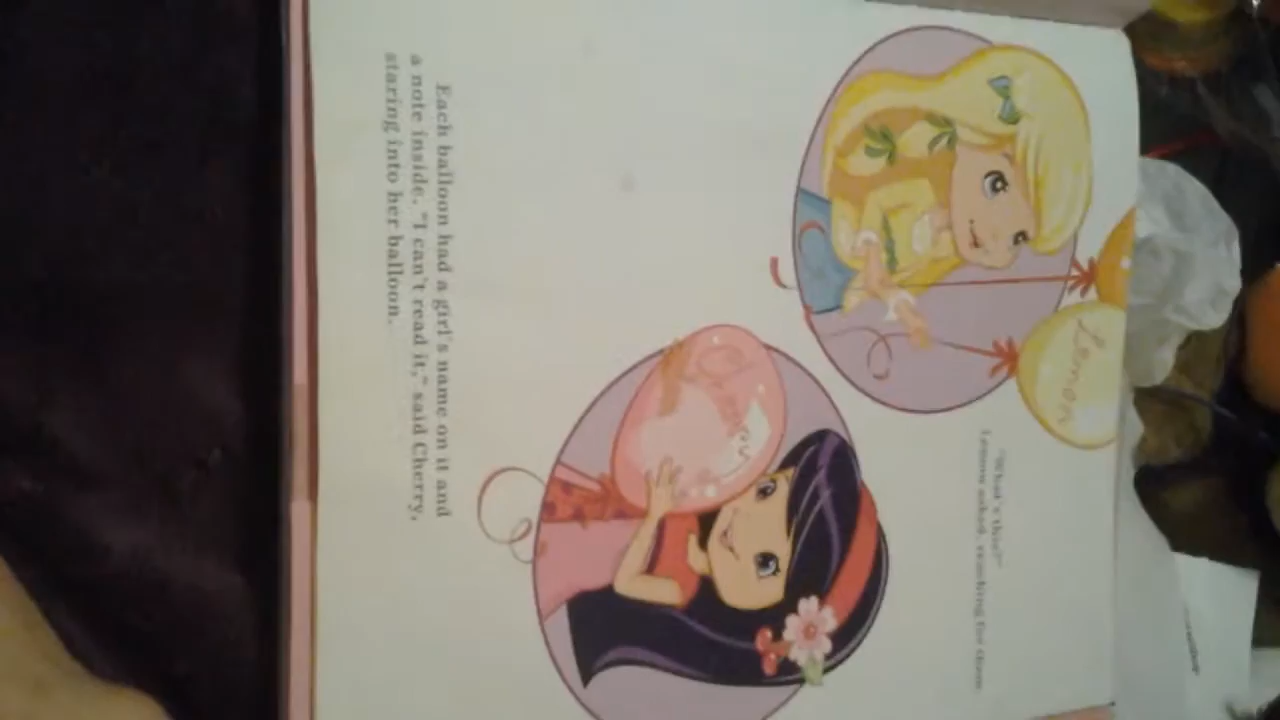 Lemon
"What's this?"
Lemon asked, reaching for them.
Cherry
Each balloon had a girl's name on it and
a note inside. "I can't read it," said Cherry,
staring into her balloon.